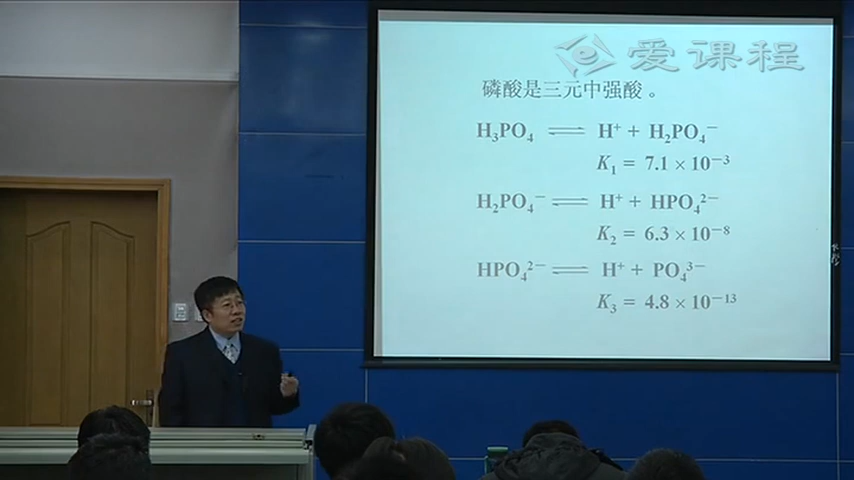 爱课程
磷酸是三元中强酸。
H₃PO₄ ⇌ H⁺ + H₂PO₄⁻
K₁ = 7.1 × 10⁻³
H₂PO₄⁻ ⇌ H⁺ + HPO₄²⁻
K₂ = 6.3 × 10⁻⁸
HPO₄²⁻ ⇌ H⁺ + PO₄³⁻
K₃ = 4.8 × 10⁻¹³